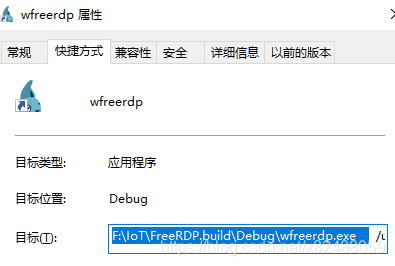 wfreerdp 属性
常规 快捷方式 兼容性 安全 详细信息 以前的版本
wfreerdp
目标类型: 应用程序
目标位置: Debug
目标(T): F:\IoT\FreeRDP.build\Debug\wfreerdp.exe /u